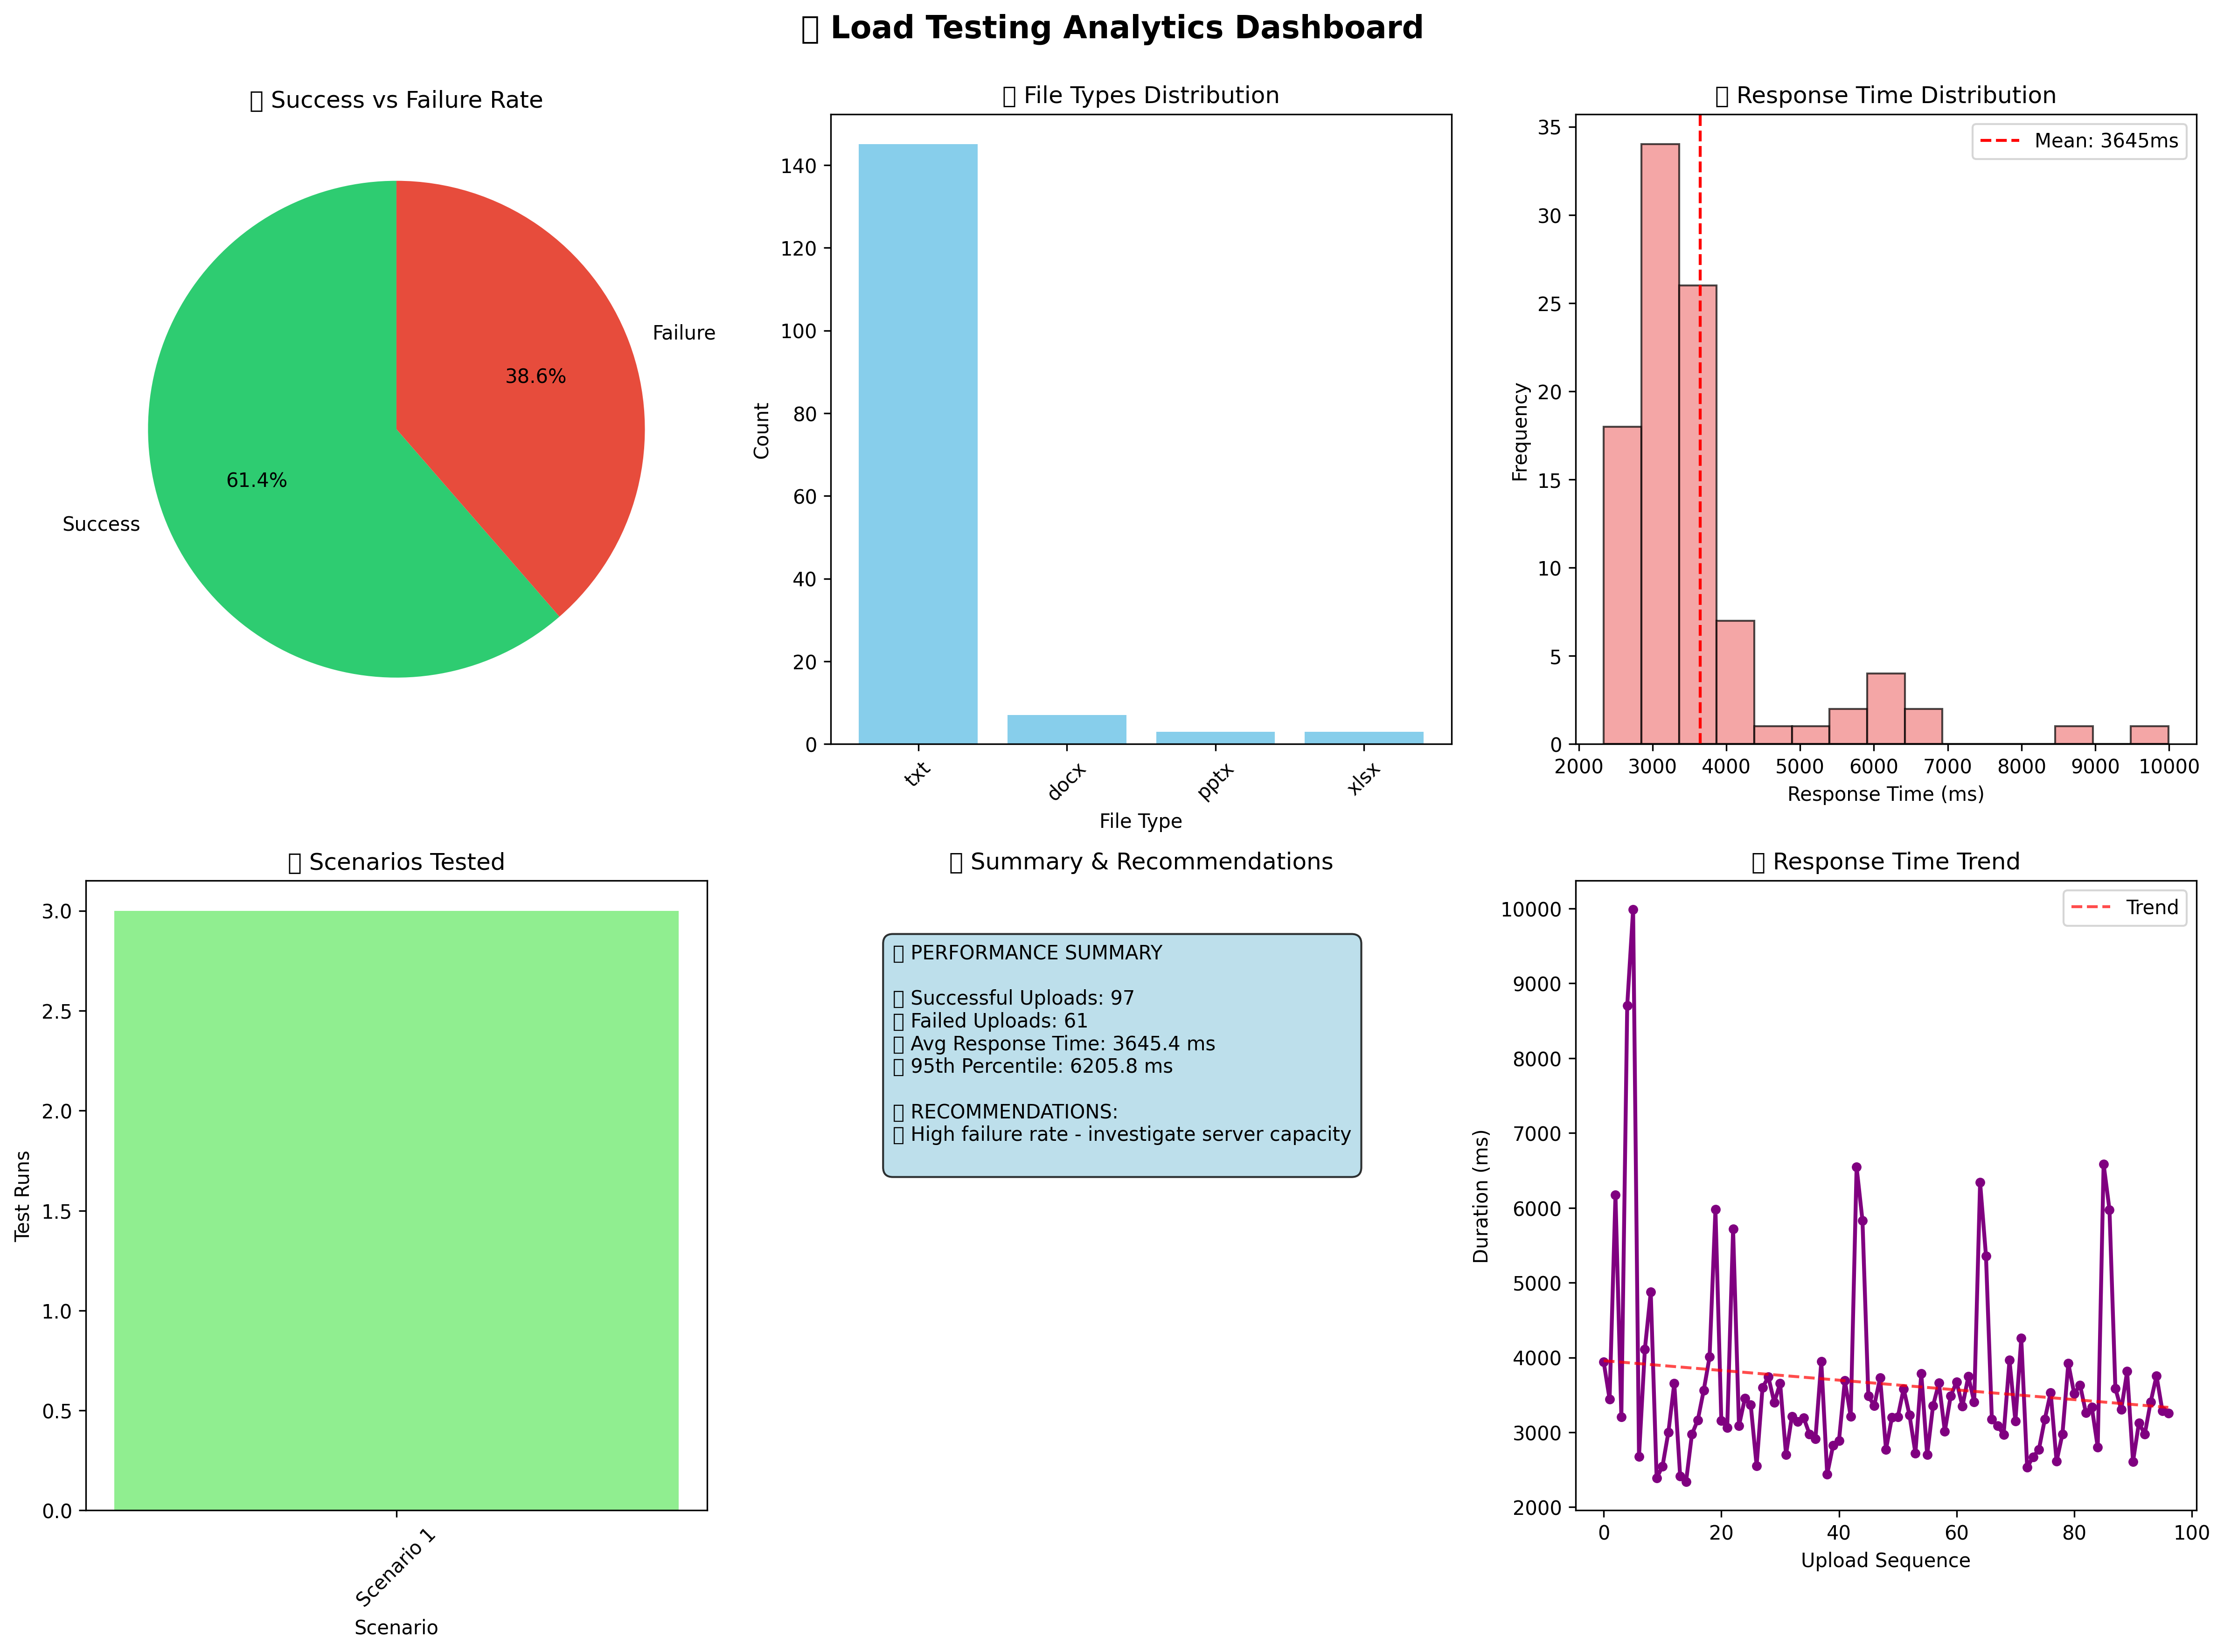 ▯ Load Testing Analytics Dashboard
▯ Success vs Failure Rate
Failure
38.6%
61.4%
Success
▯ File Types Distribution
Count
140
120
100
80
60
40
20
0
txt
docx
pptx
xlsx
File Type
▯ Response Time Distribution
Mean: 3645ms
Frequency
35
30
25
20
15
10
5
0
2000 3000 4000 5000 6000 7000 8000 9000 10000
Response Time (ms)
▯ Scenarios Tested
Test Runs
3.0
2.5
2.0
1.5
1.0
0.5
0.0
Scenario 1
Scenario
▯ Summary & Recommendations
▯ PERFORMANCE SUMMARY
▯ Successful Uploads: 97
▯ Failed Uploads: 61
▯ Avg Response Time: 3645.4 ms
▯ 95th Percentile: 6205.8 ms
▯ RECOMMENDATIONS:
▯ High failure rate - investigate server capacity
▯ Response Time Trend
Trend
Duration (ms)
10000
9000
8000
7000
6000
5000
4000
3000
2000
0 20 40 60 80 100
Upload Sequence